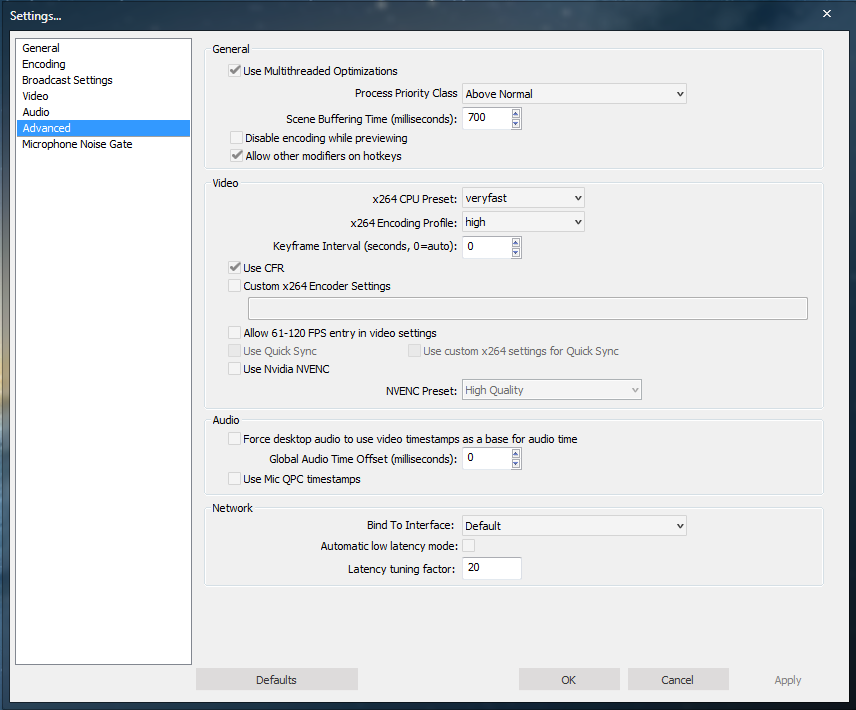 Settings...
General
Encoding
Broadcast Settings
Video
Audio
Advanced
Microphone Noise Gate
General
Use Multithreaded Optimizations
Process Priority Class Above Normal
Scene Buffering Time (milliseconds): 700
Disable encoding while previewing
Allow other modifiers on hotkeys
Video
x264 CPU Preset: veryfast
x264 Encoding Profile: high
Keyframe Interval (seconds, 0=auto): 0
Use CFR
Custom x264 Encoder Settings
Allow 61-120 FPS entry in video settings
Use Quick Sync Use custom x264 settings for Quick Sync
Use Nvidia NVENC
NVENC Preset: High Quality
Audio
Force desktop audio to use video timestamps as a base for audio time
Global Audio Time Offset (milliseconds): 0
Use Mic QPC timestamps
Network
Bind To Interface: Default
Automatic low latency mode:
Latency tuning factor: 20
Defaults OK Cancel Apply